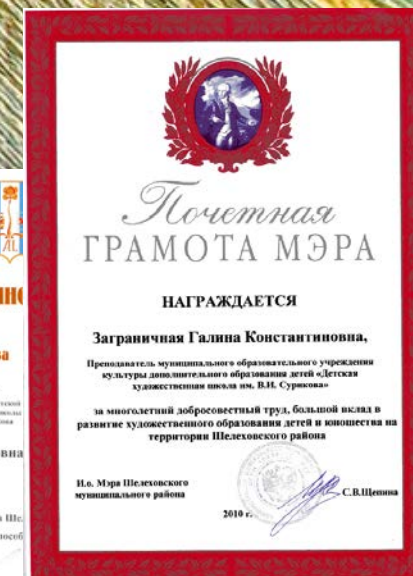 Почетная
ГРАМОТА МЭРА
НАГРАЖДАЕТСЯ
Заграничная Галина Константиновна,
Преподаватель муниципального образовательного учреждения
культуры дополнительного образования детей «Детская
художественная школа им. В.И. Сурикова»
за многолетний добросовестный труд, большой вклад в
развитие художественного образования детей и юношества на
территории Шелеховского района
И.о. Мэра Шелеховского
муниципального района
С.В.Щепина
2010 г.